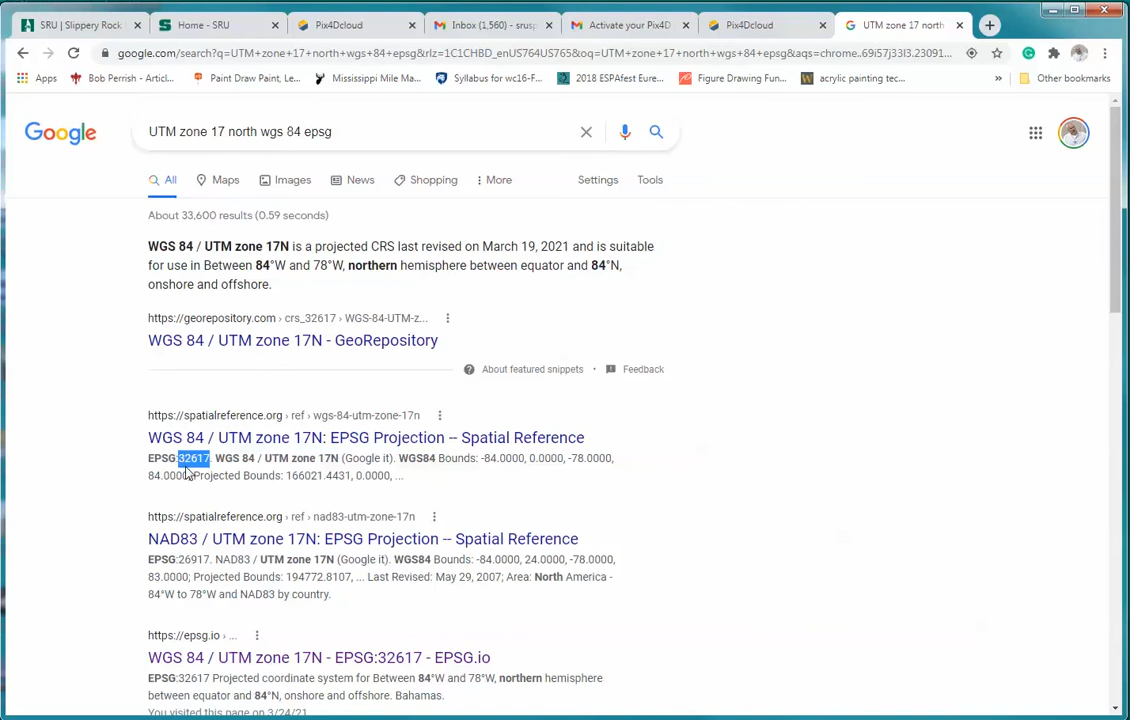 SRU | Slippery Rock
Home - SRU
Pix4Dcloud
Inbox (1,560) - srusp
Activate your Pix4D
Pix4Dcloud
UTM zone 17 north
google.com/search?q=UTM+zone+17+north+wgs+84+epsg&rlz=1C1CHBD_enUS764US765&oq=UTM+zone+17+north+wgs+84+epsg&aqs=chrome..69i57j33l3.23091...
Apps
Bob Perrish - Articl...
Paint Draw Paint, Le...
Mississippi Mile Ma...
Syllabus for wc16-F...
2018 ESPAfest Eure...
Figure Drawing Fun...
acrylic painting tec...
»
Other bookmarks
Google
UTM zone 17 north wgs 84 epsg
All
Maps
Images
News
Shopping
More
Settings
Tools
About 33,600 results (0.59 seconds)
WGS 84 / UTM zone 17N is a projected CRS last revised on March 19, 2021 and is suitable
for use in Between 84°W and 78°W, northern hemisphere between equator and 84°N,
onshore and offshore.
https://georepository.com › crs_32617 › WGS-84-UTM-z...
WGS 84 / UTM zone 17N - GeoRepository
About featured snippets • Feedback
https://spatialreference.org › ref › wgs-84-utm-zone-17n
WGS 84 / UTM zone 17N: EPSG Projection -- Spatial Reference
EPSG:32617. WGS 84 / UTM zone 17N (Google it). WGS84 Bounds: -84.0000, 0.0000, -78.0000,
84.0000; Projected Bounds: 166021.4431, 0.0000, ...
https://spatialreference.org › ref › nad83-utm-zone-17n
NAD83 / UTM zone 17N: EPSG Projection -- Spatial Reference
EPSG:26917. NAD83 / UTM zone 17N (Google it). WGS84 Bounds: -84.0000, 24.0000, -78.0000,
83.0000; Projected Bounds: 194772.8107, ... Last Revised: May 29, 2007; Area: North America -
84°W to 78°W and NAD83 by country.
https://epsg.io › ...
WGS 84 / UTM zone 17N - EPSG:32617 - EPSG.io
EPSG:32617 Projected coordinate system for Between 84°W and 78°W, northern hemisphere
between equator and 84°N, onshore and offshore. Bahamas.
You visited this page on 3/24/21.